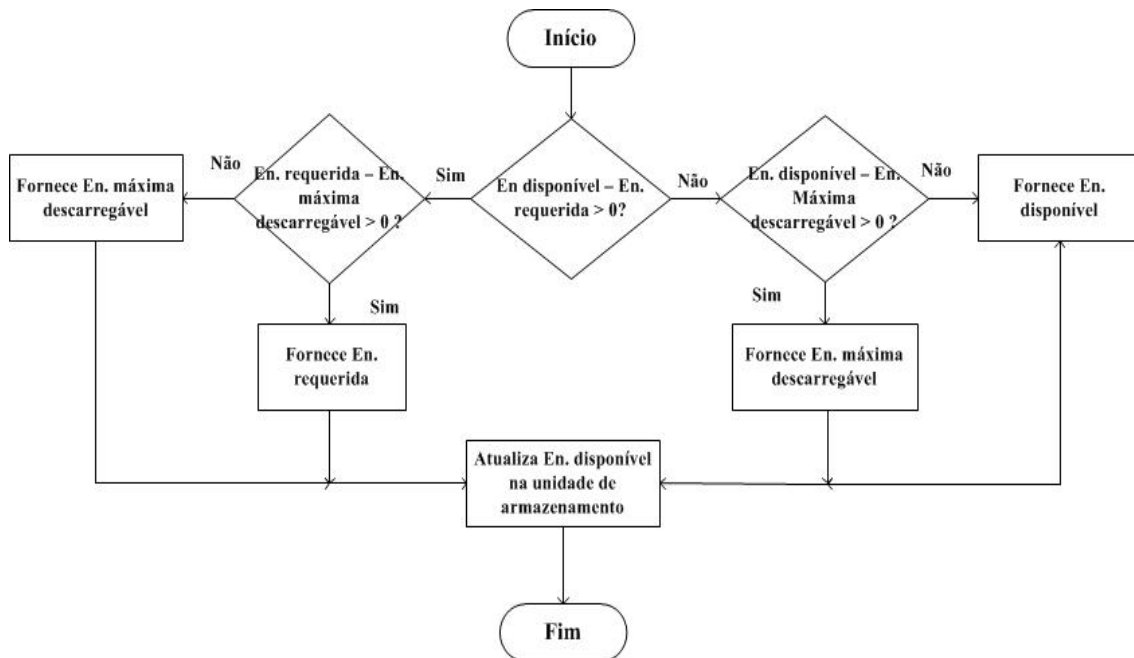 Início
Não
En. requerida – En.
máxima
descarregável > 0 ?
Sim
En disponível – En.
requerida > 0?
Não
En. disponível – En.
Máxima
descarregável > 0 ?
Não
Fornece En. máxima
descarregável
Fornece En.
disponível
Sim
Sim
Fornece En.
requerida
Fornece En. máxima
descarregável
Atualiza En. disponível
na unidade de
armazenamento
Fim